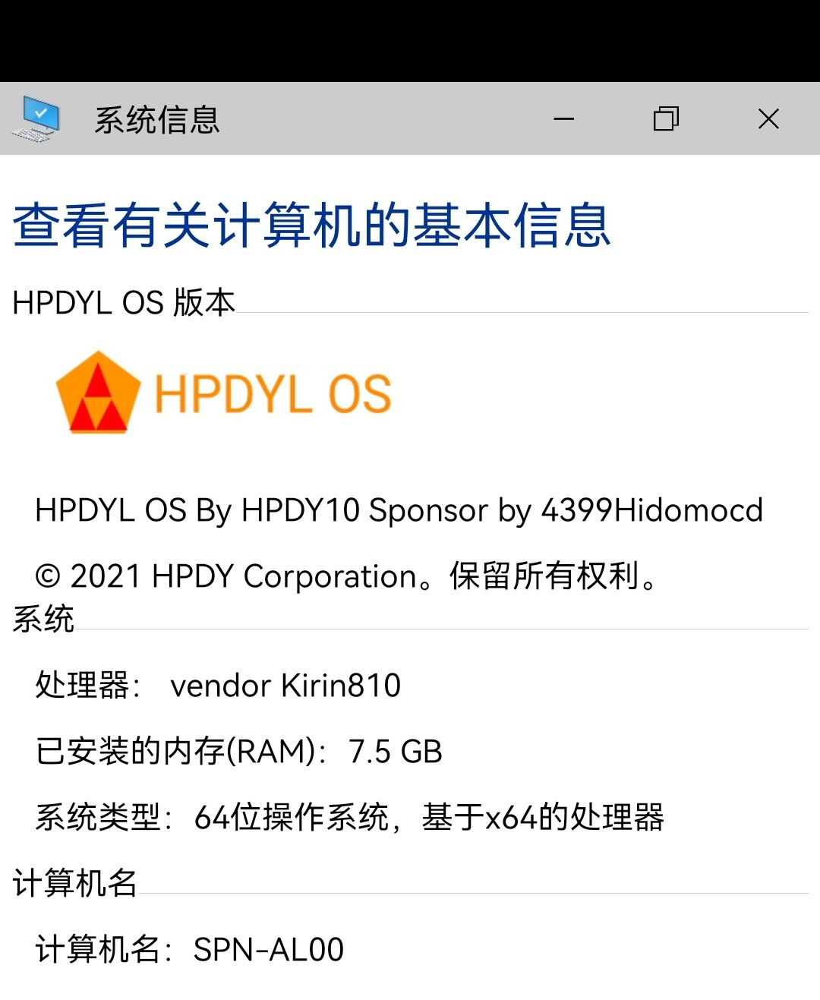 系统信息
查看有关计算机的基本信息
HPDYL OS 版本
HPDYL OS
HPDYL OS By HPDY10 Sponsor by 4399Hidomocd
© 2021 HPDY Corporation。保留所有权利。
系统
处理器： vendor Kirin810
已安装的内存(RAM)：7.5 GB
系统类型：64位操作系统，基于x64的处理器
计算机名
计算机名：SPN-AL00